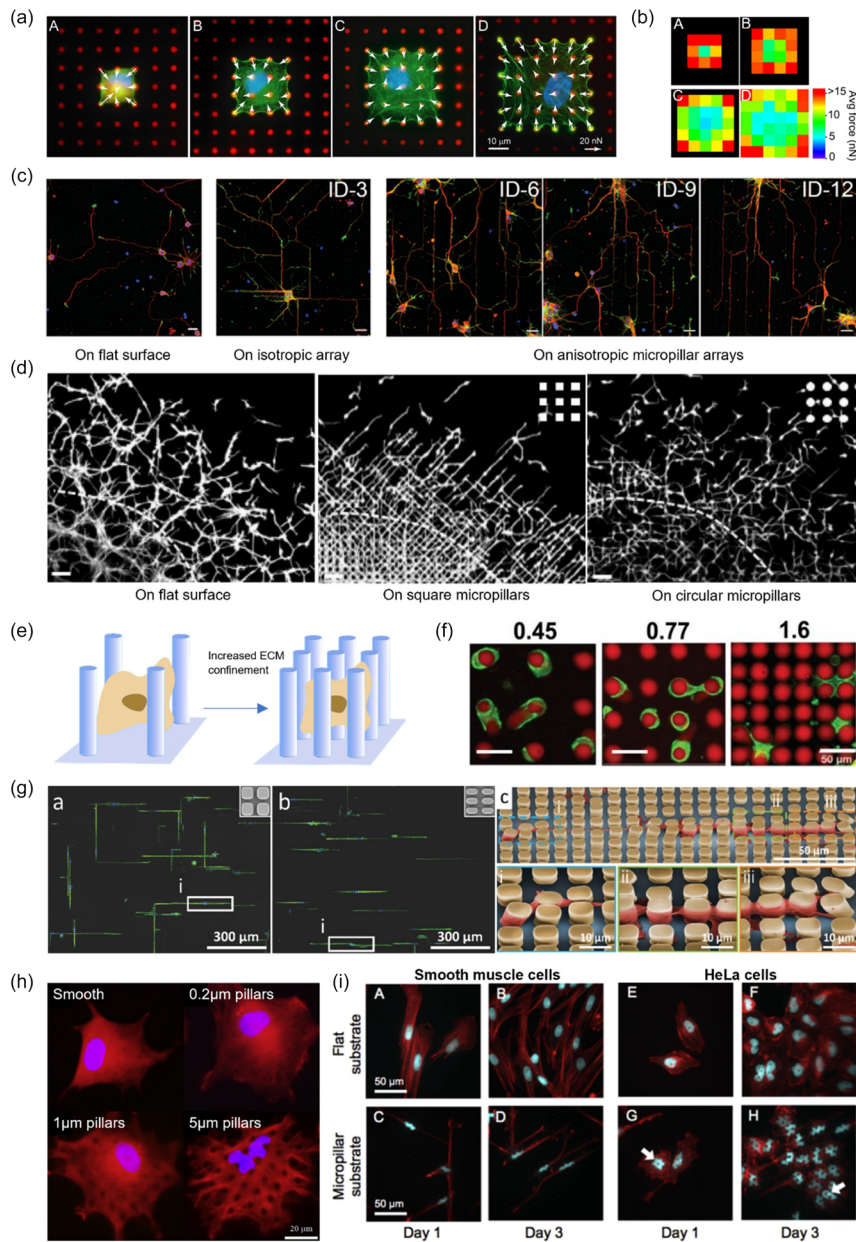 (a)
A
B
C
D
10 µm
20 nN
(b)
A
B
C
D
>15
10
5
0
Avg force (nN)
(c)
ID-3
ID-6
ID-9
ID-12
On flat surface
On isotropic array
On anisotropic micropillar arrays
(d)
On flat surface
On square micropillars
On circular micropillars
(e)
Increased ECM
confinement
(f)
0.45
0.77
1.6
50 µm
(g)
a
i
300 µm
b
i
300 µm
c
i
ii
iii
50 µm
i
10 µm
ii
10 µm
iii
10 µm
(h)
Smooth
0.2µm pillars
1µm pillars
5µm pillars
20 µm
(i)
Smooth muscle cells
HeLa cells
Flat
substrate
A
50 µm
B
E
F
Micropillar
substrate
C
50 µm
D
G
H
Day 1
Day 3
Day 1
Day 3